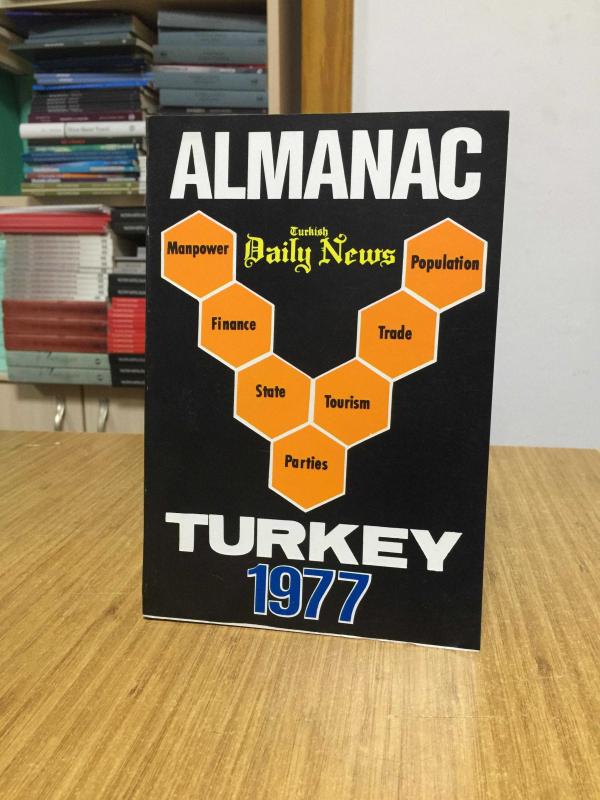 ALMANAC
Turkish
Daily News
Manpower
Population
Finance
Trade
State
Tourism
Parties
TURKEY
1977